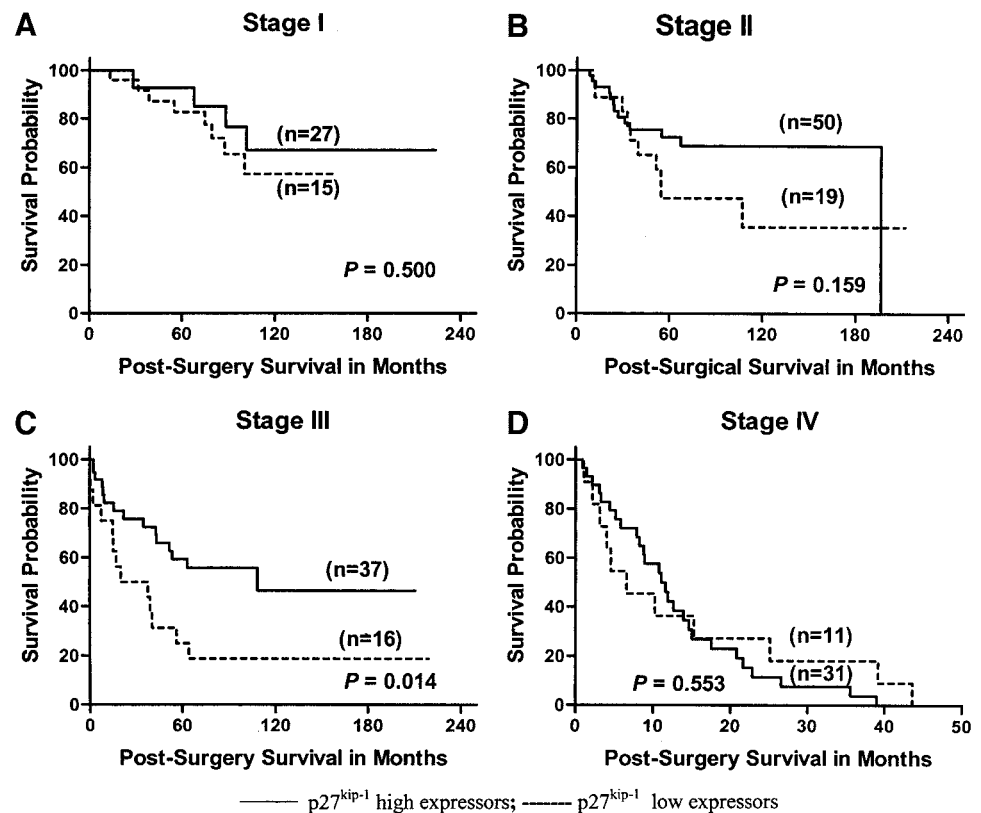 A
Stage I
Survival Probability
100
80
60
40
20
0
(n=27)
(n=15)
P = 0.500
0 60 120 180 240
Post-Surgery Survival in Months
B
Stage II
Survival Probability
100
80
60
40
20
0
(n=50)
(n=19)
P = 0.159
0 60 120 180 240
Post-Surgical Survival in Months
C
Stage III
Survival Probability
100
80
60
40
20
0
(n=37)
(n=16)
P = 0.014
0 60 120 180 240
Post-Surgery Survival in Months
D
Stage IV
Survival Probability
100
80
60
40
20
0
(n=11)
(n=31)
P = 0.553
0 10 20 30 40 50
Post-Surgery Survival in Months
p27kip-1 high expressors; p27kip-1 low expressors